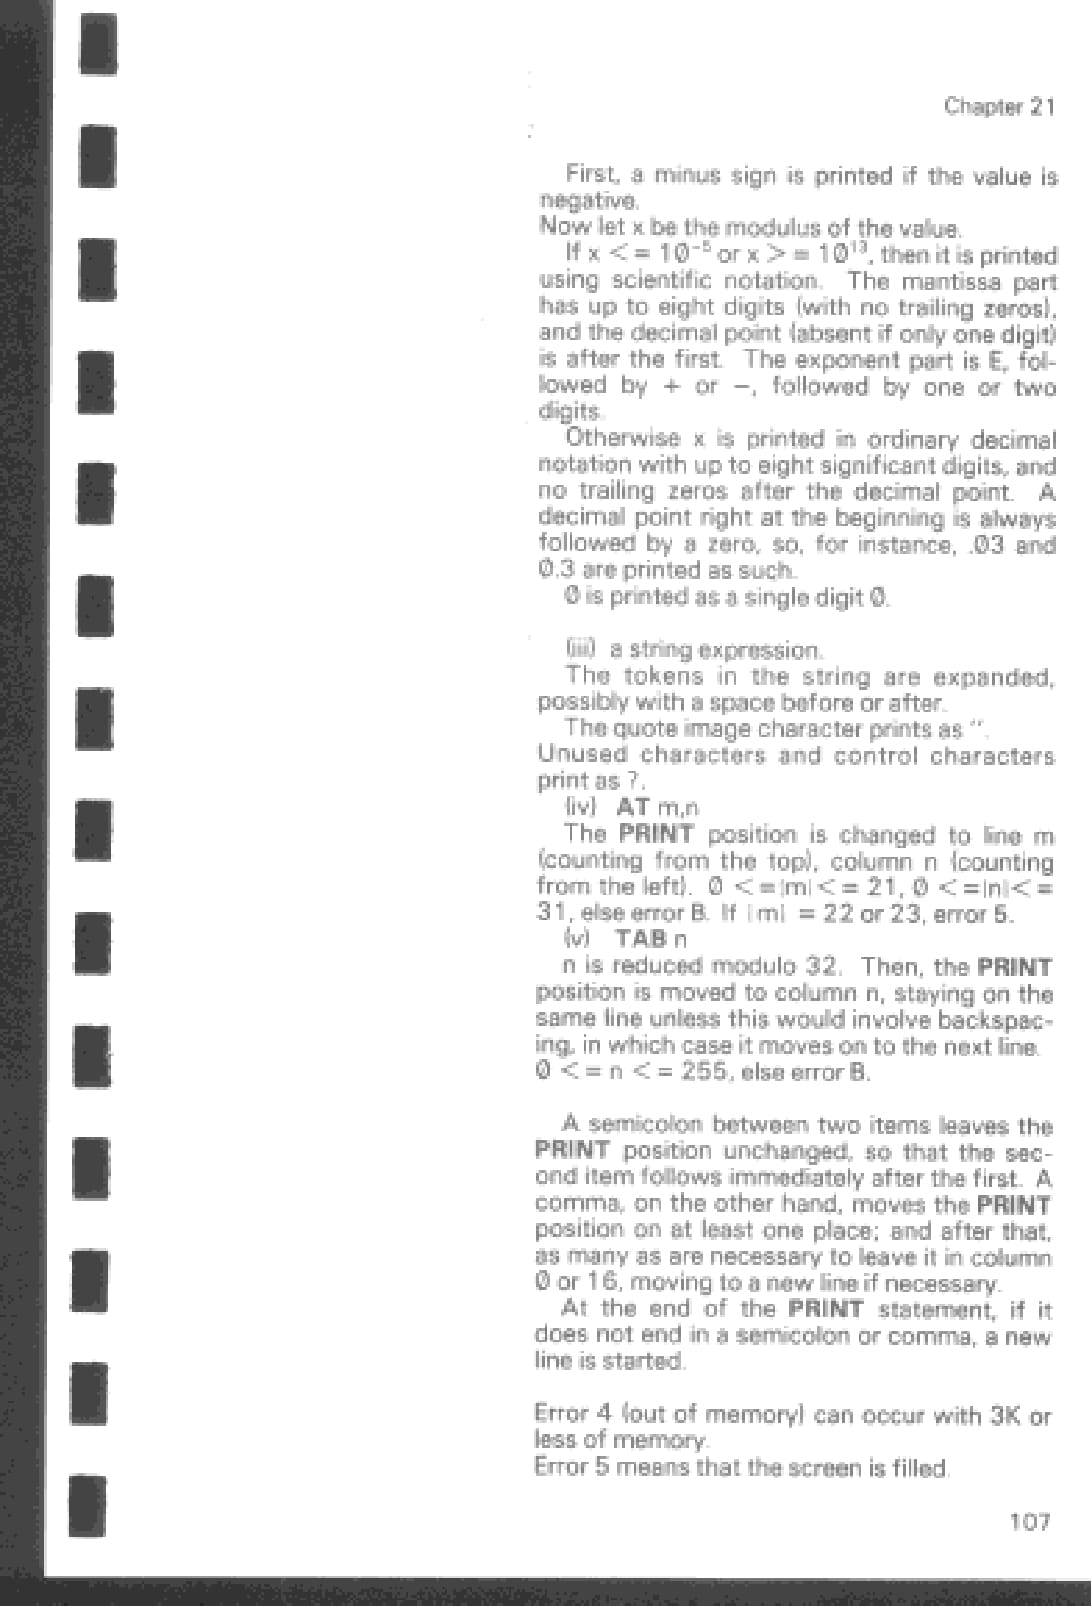 Chapter 21
First, a minus sign is printed if the value is
negative.
Now let x be the modulus of the value.
If x < = 10⁻⁵ or x > = 10¹³, then it is printed
using scientific notation. The mantissa part
has up to eight digits (with no trailing zeros),
and the decimal point (absent if only one digit)
is after the first. The exponent part is E, fol-
lowed by + or −, followed by one or two
digits.
Otherwise x is printed in ordinary decimal
notation with up to eight significant digits, and
no trailing zeros after the decimal point. A
decimal point right at the beginning is always
followed by a zero, so, for instance, .03 and
0.3 are printed as such.
0 is printed as a single digit 0.
(iii) a string expression.
The tokens in the string are expanded,
possibly with a space before or after.
The quote image character prints as ".
Unused characters and control characters
print as ?.
(iv) AT m,n
The PRINT position is changed to line m
(counting from the top), column n (counting
from the left). 0 < =|m| < = 21, 0 < =|n|< =
31, else error B. If |m| = 22 or 23, error 5.
(v) TAB n
n is reduced modulo 32. Then, the PRINT
position is moved to column n, staying on the
same line unless this would involve backspac-
ing, in which case it moves on to the next line.
0 < = n < = 255, else error B.
A semicolon between two items leaves the
PRINT position unchanged, so that the sec-
ond item follows immediately after the first. A
comma, on the other hand, moves the PRINT
position on at least one place; and after that,
as many as are necessary to leave it in column
0 or 16, moving to a new line if necessary.
At the end of the PRINT statement, if it
does not end in a semicolon or comma, a new
line is started.
Error 4 (out of memory) can occur with 3K or
less of memory.
Error 5 means that the screen is filled.
107